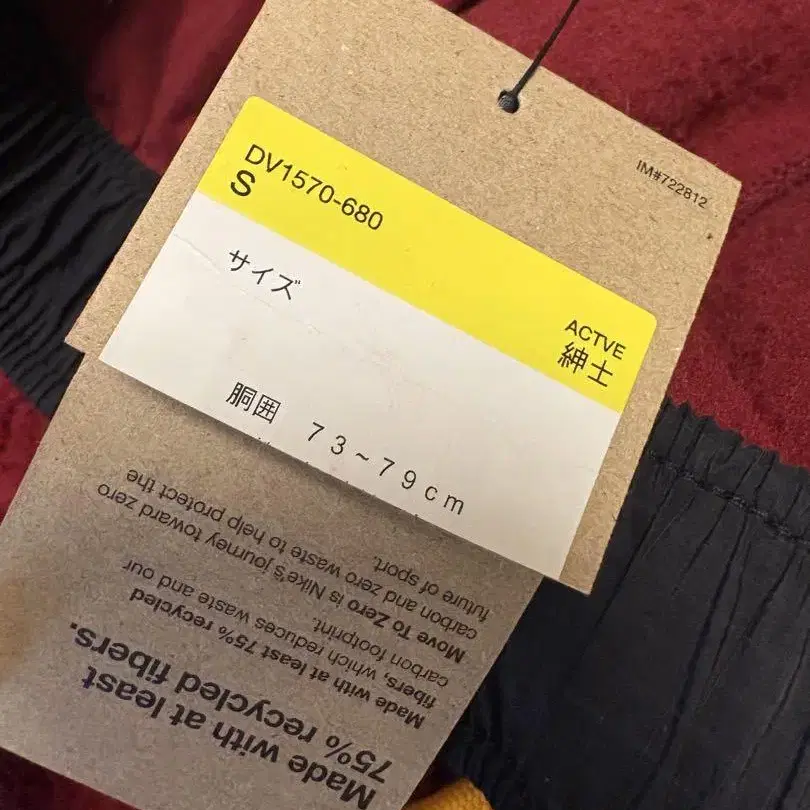 IM#722812
DV1570-680
S
サイズ
ACTVE
紳士
胴囲 73~79cm
Made with at least
75% recycled fibers.
Made with at least 75% recycled
fibers, which reduces waste and our
carbon footprint.
Move To Zero is Nike's journey toward zero
carbon and zero waste to help protect the
future of sport.